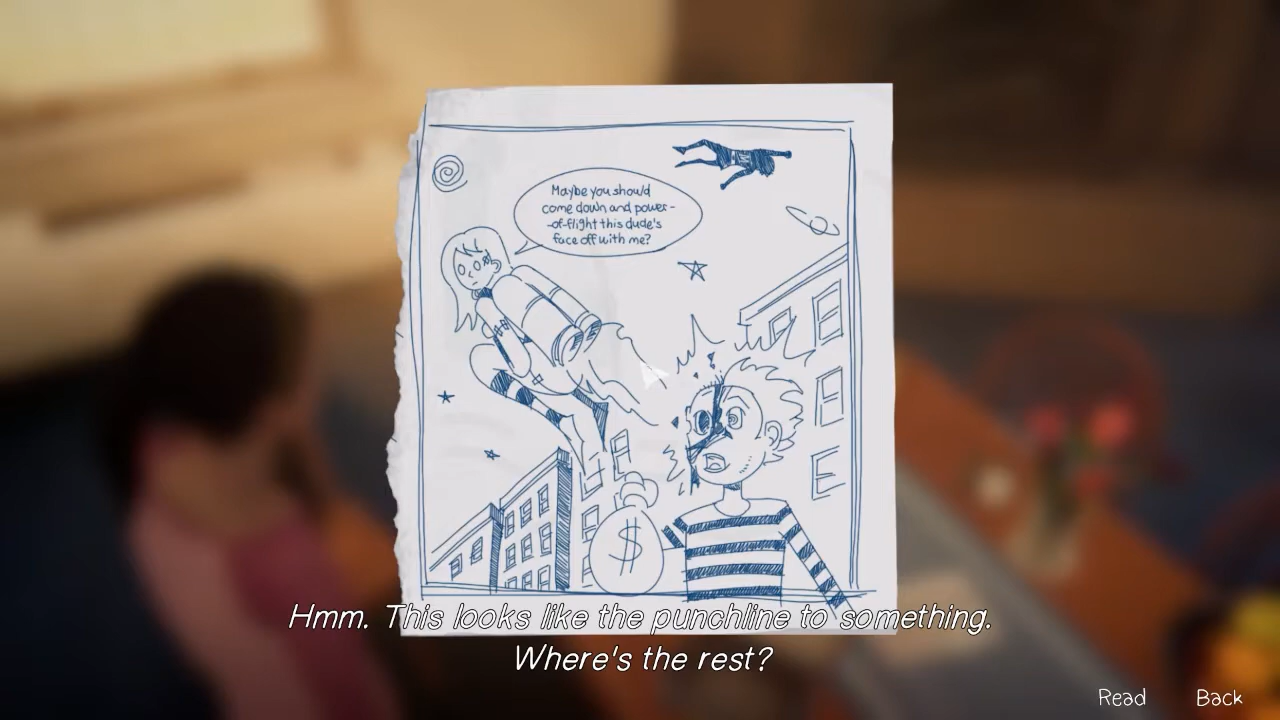 Maybe you should
come down and power-
-of-flight this dude's
face off with me?
$
Hmm. This looks like the punchline to something.
Where's the rest?
Read Back